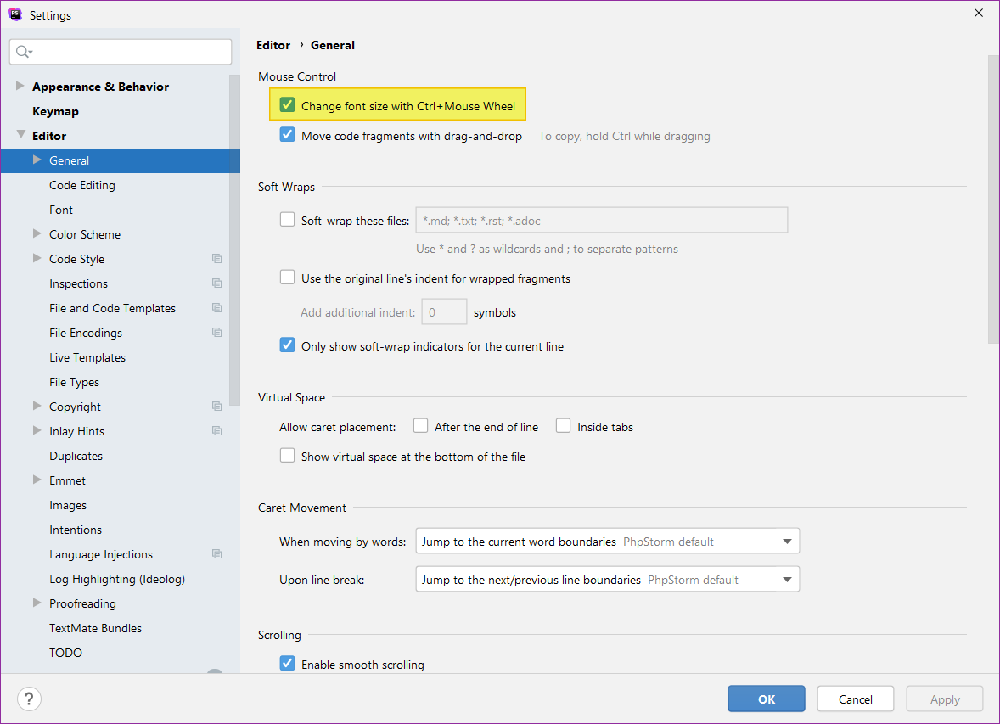 PS Settings
Appearance & Behavior
Keymap
Editor
General
Code Editing
Font
Color Scheme
Code Style
Inspections
File and Code Templates
File Encodings
Live Templates
File Types
Copyright
Inlay Hints
Duplicates
Emmet
Images
Intentions
Language Injections
Log Highlighting (Ideolog)
Proofreading
TextMate Bundles
TODO
Editor › General
Mouse Control
Change font size with Ctrl+Mouse Wheel
Move code fragments with drag-and-drop To copy, hold Ctrl while dragging
Soft Wraps
Soft-wrap these files: *.md; *.txt; *.rst; *.adoc
Use * and ? as wildcards and ; to separate patterns
Use the original line's indent for wrapped fragments
Add additional indent: 0 symbols
Only show soft-wrap indicators for the current line
Virtual Space
Allow caret placement: After the end of line Inside tabs
Show virtual space at the bottom of the file
Caret Movement
When moving by words: Jump to the current word boundaries PhpStorm default
Upon line break: Jump to the next/previous line boundaries PhpStorm default
Scrolling
Enable smooth scrolling
? OK Cancel Apply